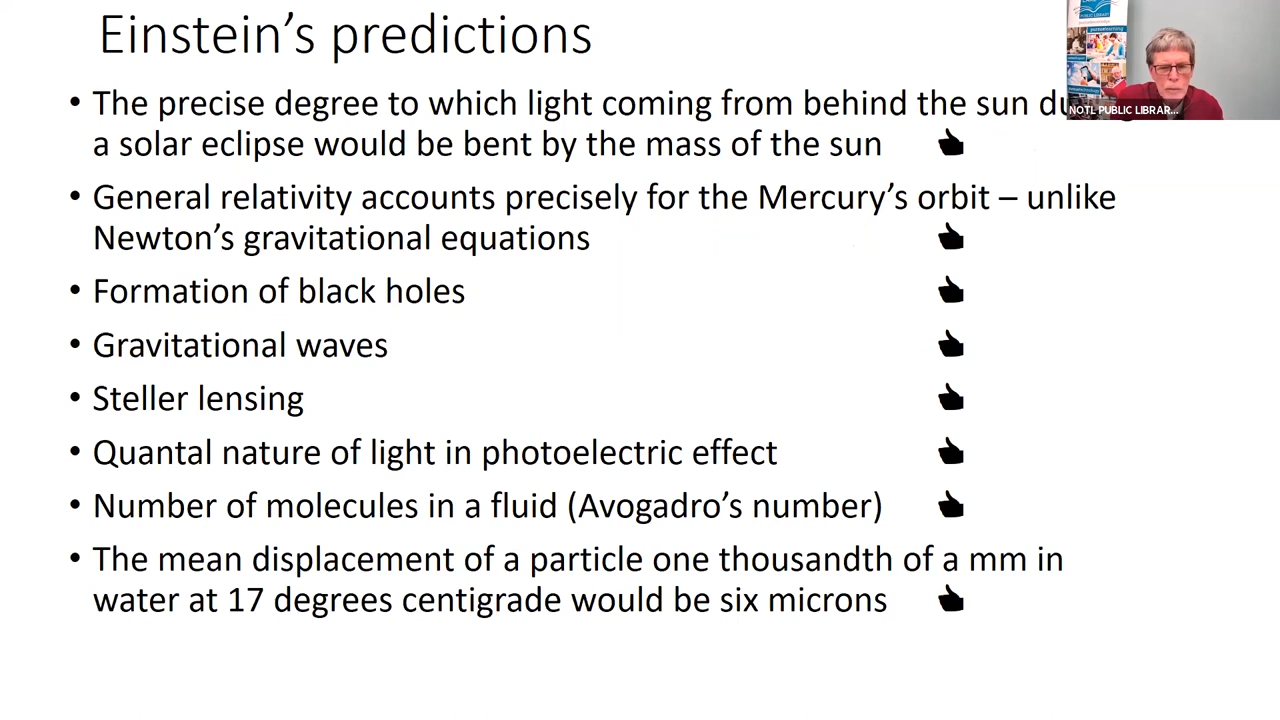 Einstein's predictions
• The precise degree to which light coming from behind the sun
a solar eclipse would be bent by the mass of the sun
• General relativity accounts precisely for the Mercury's orbit – unlike
Newton's gravitational equations
• Formation of black holes
• Gravitational waves
• Steller lensing
• Quantal nature of light in photoelectric effect
• Number of molecules in a fluid (Avogadro's number)
• The mean displacement of a particle one thousandth of a mm in
water at 17 degrees centigrade would be six microns
PUBLIC LIBRARY
NOTL PUBLIC LIBRAR...